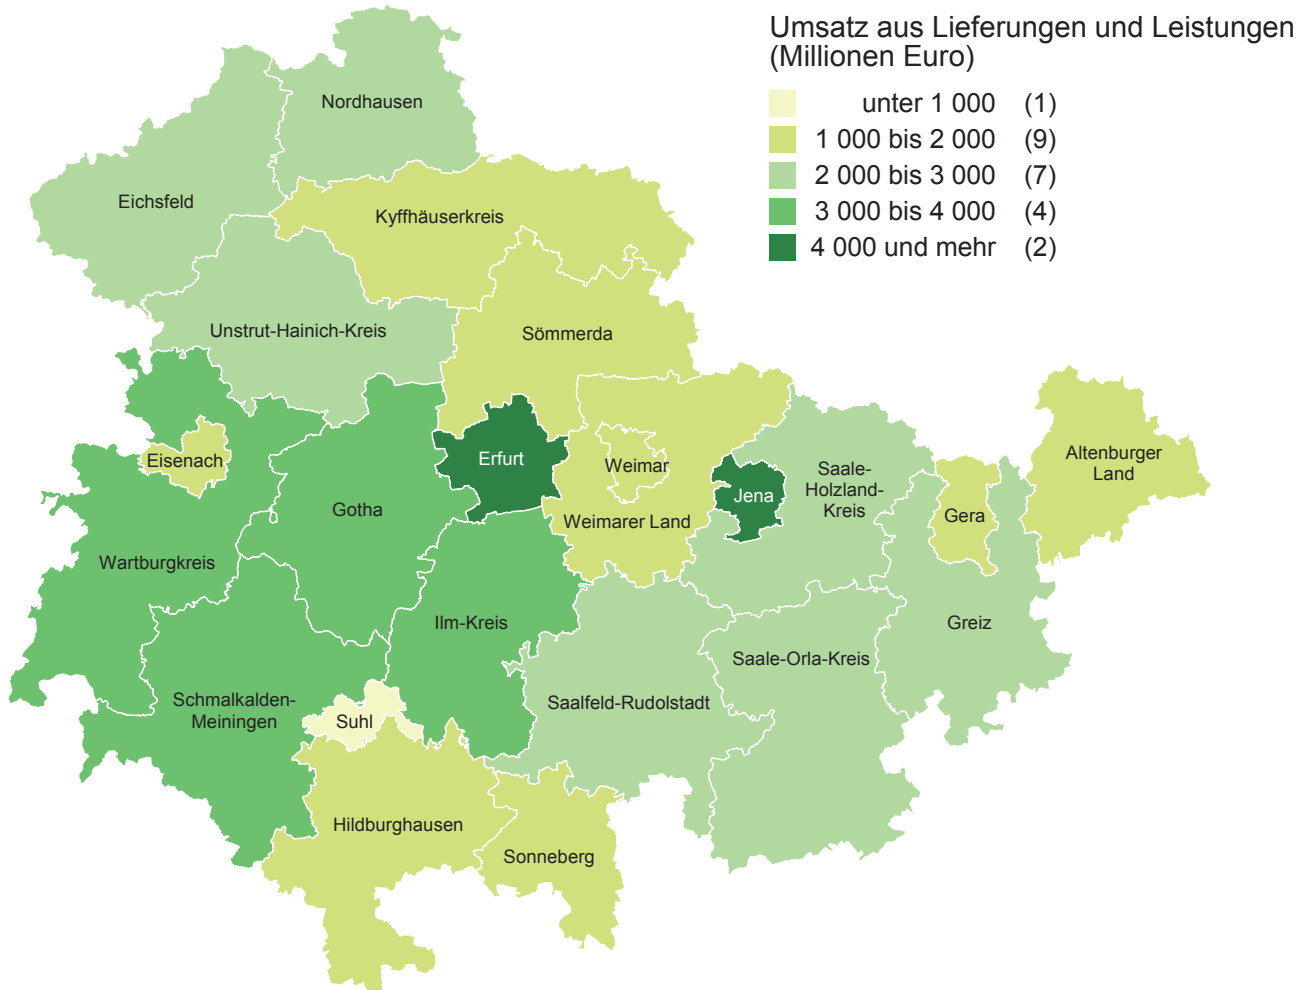 Umsatz aus Lieferungen und Leistungen
(Millionen Euro)
unter 1 000 (1)
1 000 bis 2 000 (9)
2 000 bis 3 000 (7)
3 000 bis 4 000 (4)
4 000 und mehr (2)
Nordhausen
Eichsfeld
Kyffhäuserkreis
Unstrut-Hainich-Kreis
Sömmerda
Eisenach
Erfurt
Weimar
Altenburger
Land
Saale-
Holzland-
Kreis
Jena
Gotha
Weimarer Land
Gera
Wartburgkreis
Ilm-Kreis
Greiz
Saale-Orla-Kreis
Schmalkalden-
Meiningen
Suhl
Saalfeld-Rudolstadt
Hildburghausen
Sonneberg